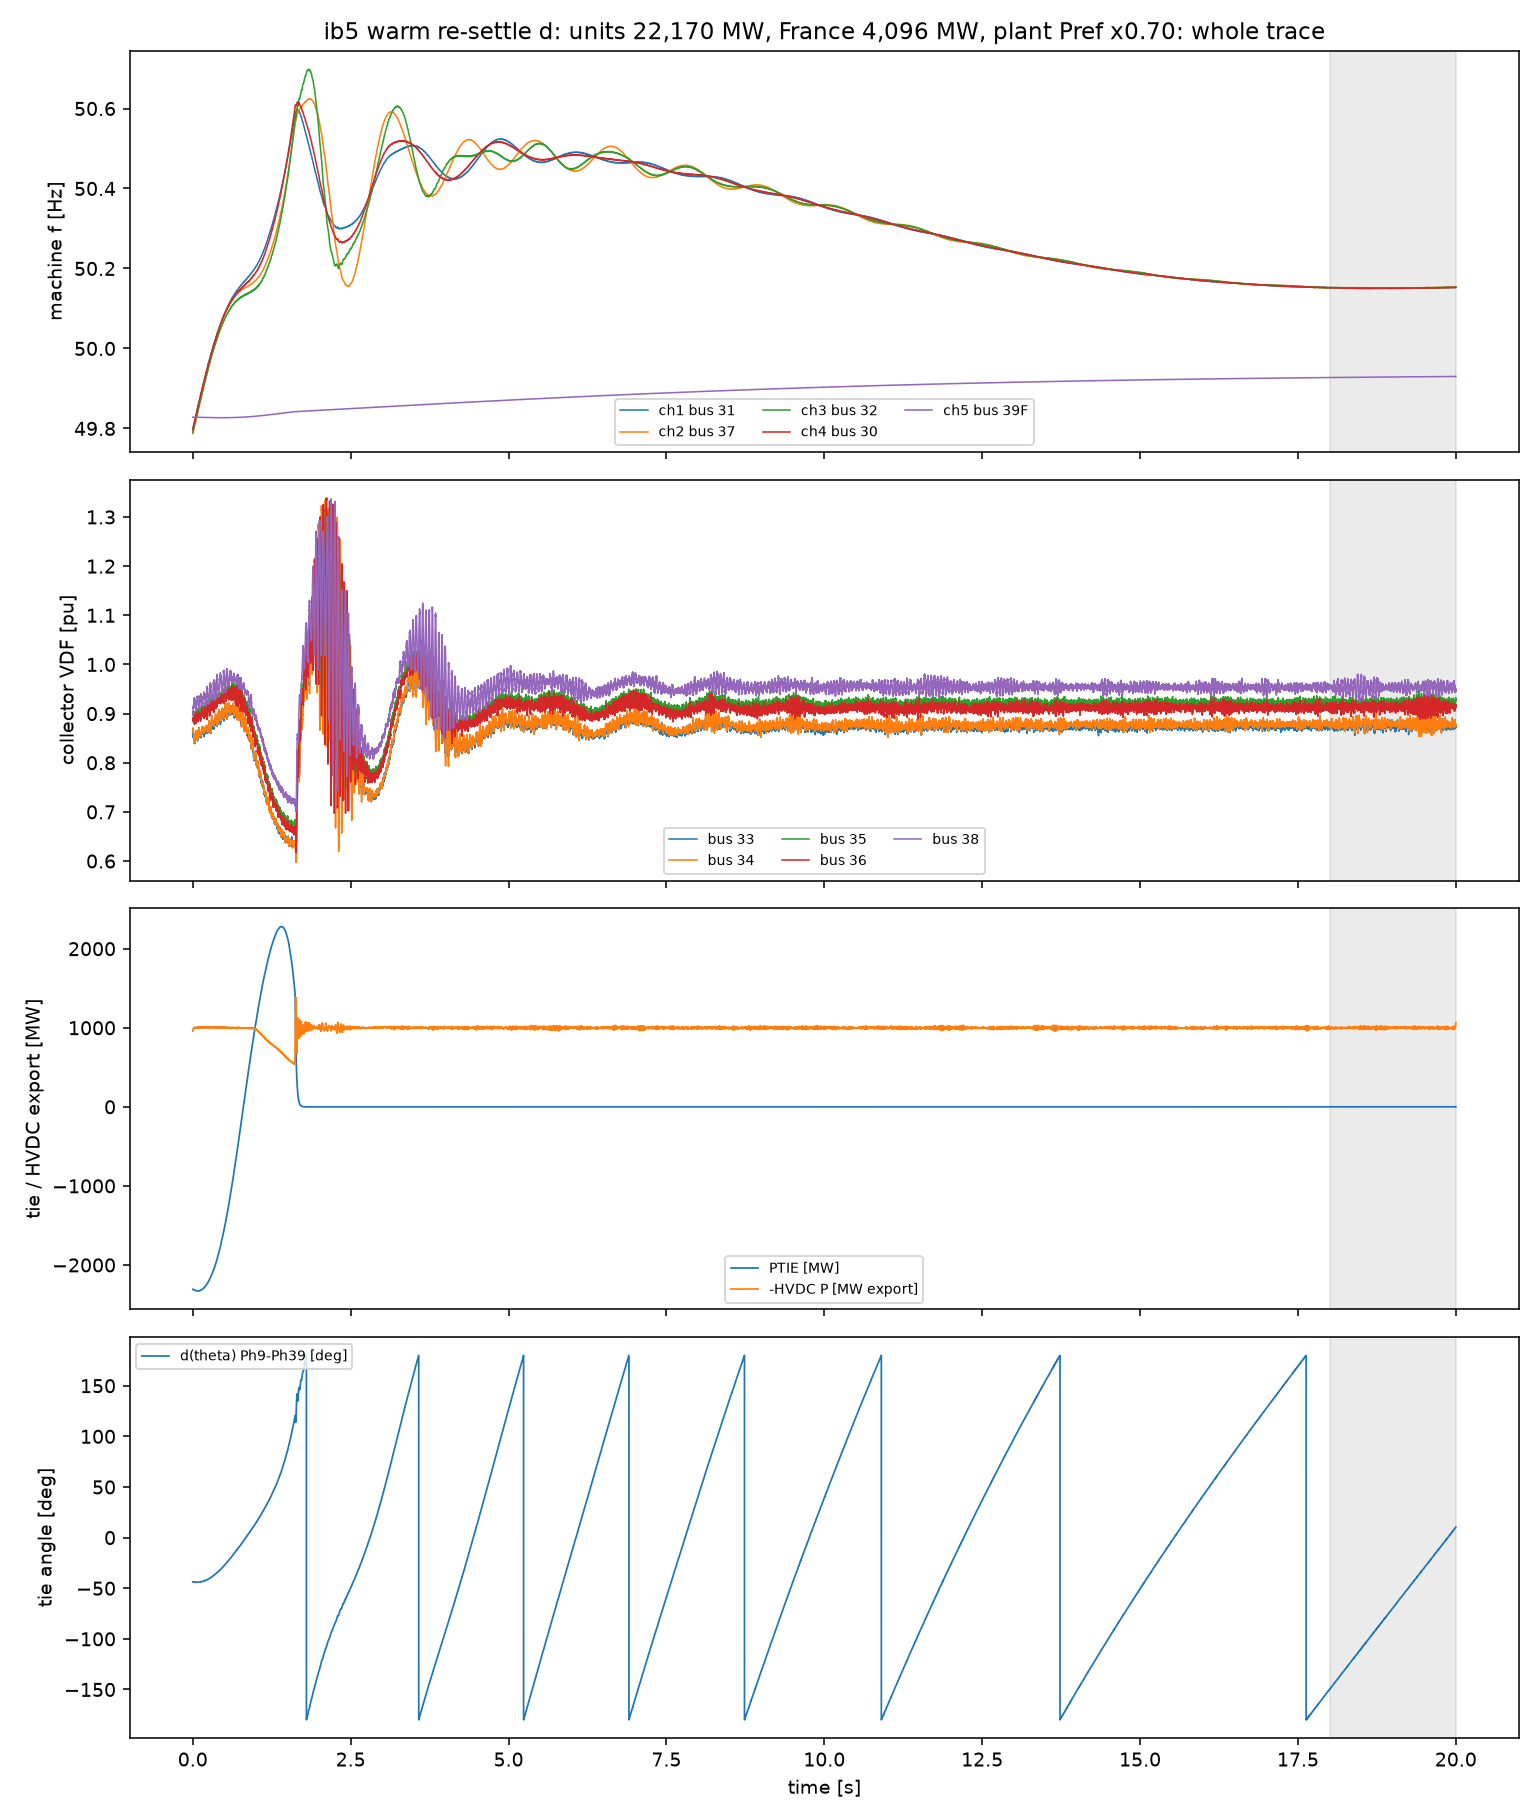 ib5 warm re-settle d: units 22,170 MW, France 4,096 MW, plant Pref x0.70: whole trace
machine f [Hz]
50.6
50.4
50.2
50.0
49.8
ch1 bus 31
ch2 bus 37
ch3 bus 32
ch4 bus 30
ch5 bus 39F
collector VDF [pu]
1.3
1.2
1.1
1.0
0.9
0.8
0.7
0.6
bus 33
bus 34
bus 35
bus 36
bus 38
tie / HVDC export [MW]
2000
1000
0
−1000
−2000
PTIE [MW]
-HVDC P [MW export]
tie angle [deg]
d(theta) Ph9-Ph39 [deg]
150
100
50
0
−50
−100
−150
0.0
2.5
5.0
7.5
10.0
12.5
15.0
17.5
20.0
time [s]